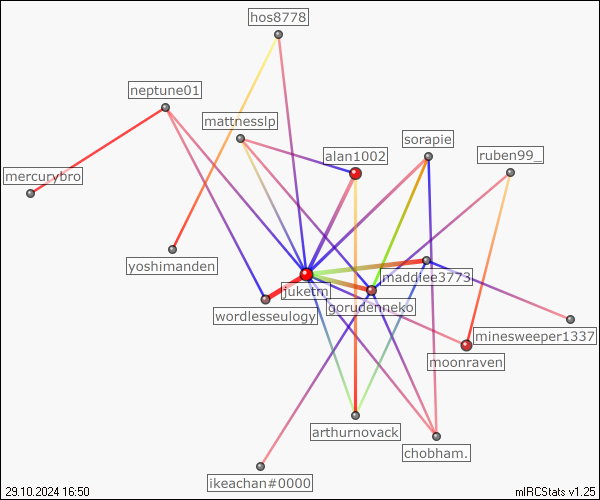 hos8778
neptune01
mattnesslp
alan1002
sorapie
ruben99_
mercurybro
yoshimanden
maddiee3773
juketm
gorudenneko
wordlesseulogy
minesweeper1337
moonraven
arthurnovack
chobham.
ikeachan#0000
29.10.2024 16:50
mIRCStats v1.25